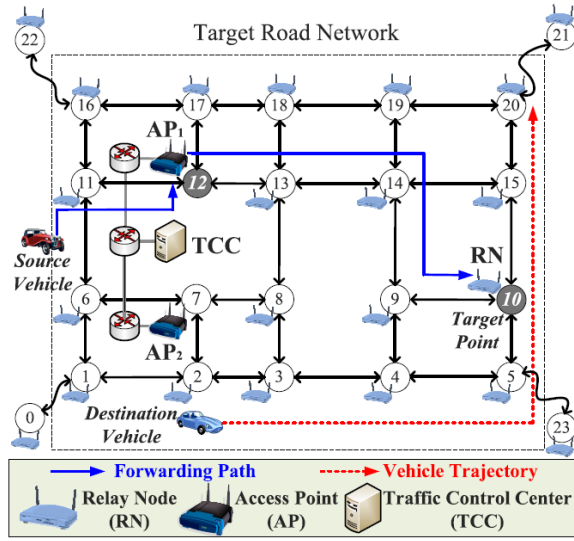 Target Road Network
22
21
16
17
18
19
20
AP1
11
12
13
14
15
TCC
RN
Source
Vehicle
6
7
8
9
10
AP2
Target
Point
1
2
3
4
5
0
Destination
Vehicle
23
Forwarding Path
Vehicle Trajectory
Relay Node
(RN)
Access Point
(AP)
Traffic Control Center
(TCC)